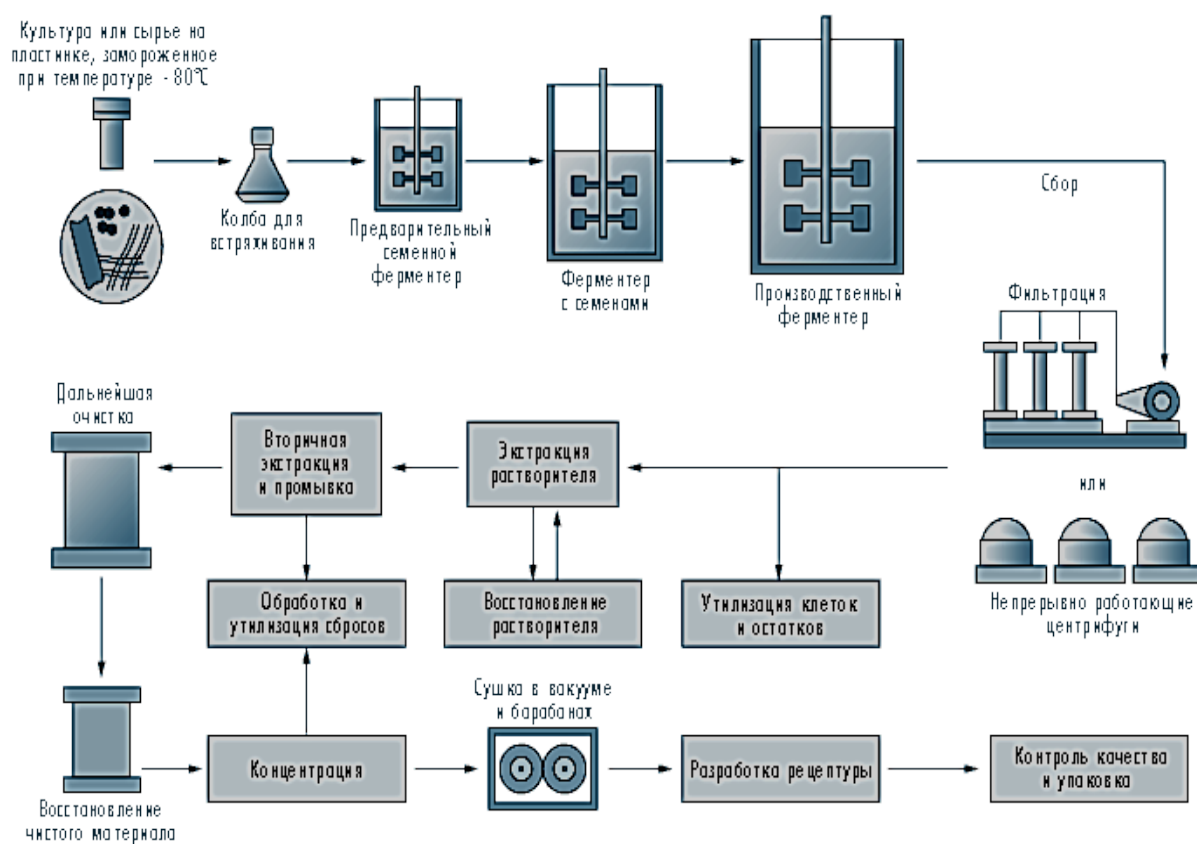 Культура или сырье на
пластинке, замороженное
при температуре - 80°С
Колба для
встряхивания
Предварительный
семенной
ферментер
Ферментер
с семенами
Производственный
ферментер
Сбор
Фильтрация
или
Непрерывно работающие
центрифуги
Дальнейшая
очистка
Вторичная
экстракция
и промывка
Экстракция
растворителя
Обработка и
утилизация сбросов
Восстановление
растворителя
Утилизация клеток
и остатков
Восстановление
чистого материала
Концентрация
Сушка в вакууме
и барабанах
Разработка рецептуры
Контроль качества
и упаковка